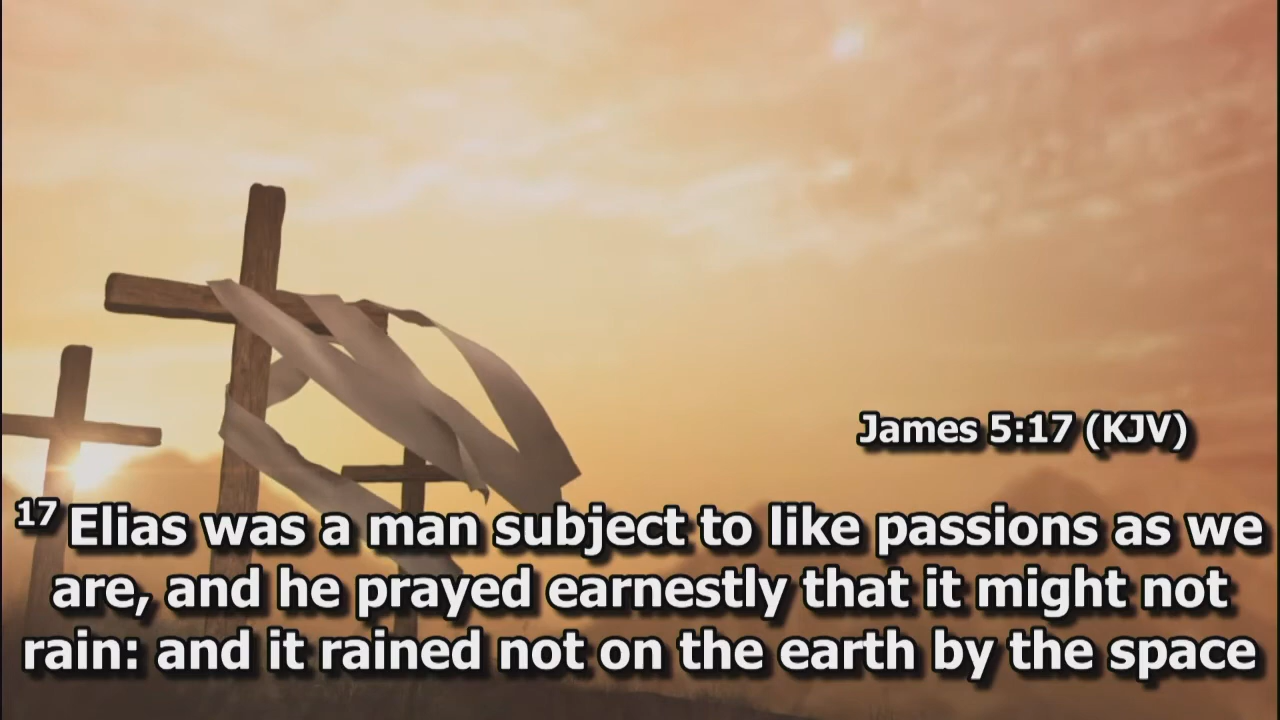 James 5:17 (KJV)
17 Elias was a man subject to like passions as we
are, and he prayed earnestly that it might not
rain: and it rained not on the earth by the space